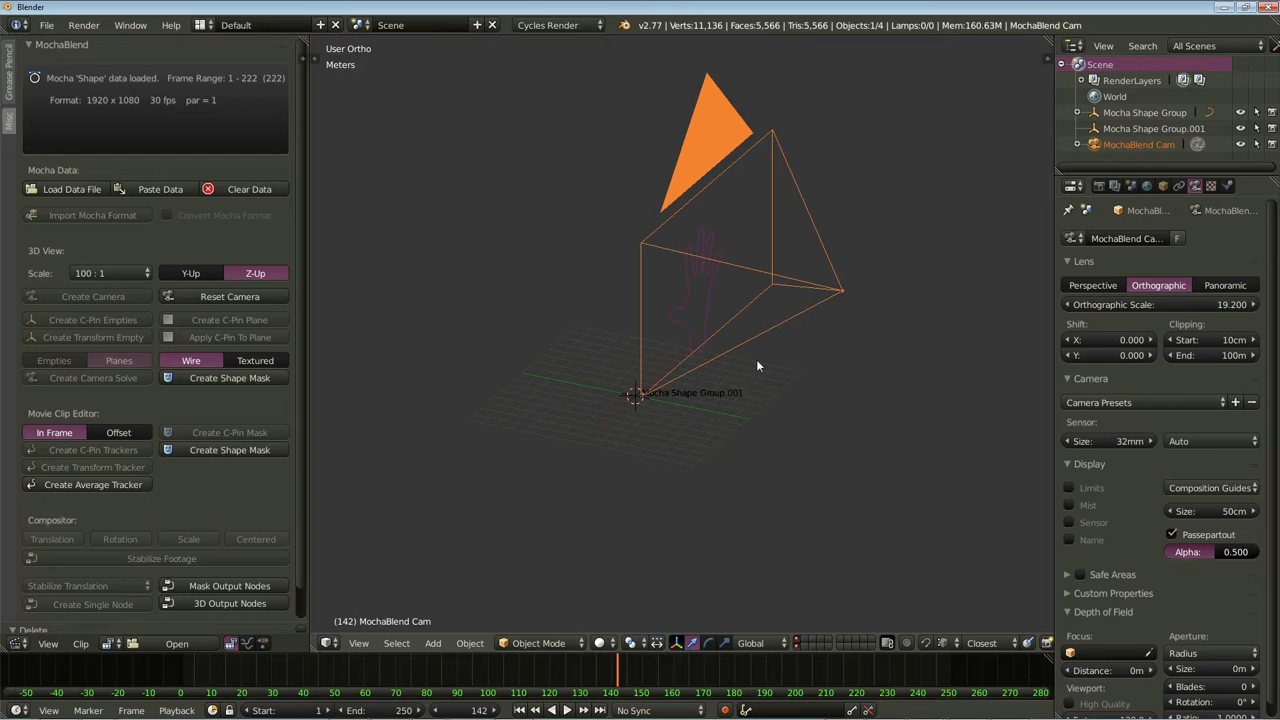 Blender
File Render Window Help Default Scene Cycles Render v2.77 | Verts:11,136 | Faces:5,566 | Tris:5,566 | Objects:1/4 | Lamps:0/0 | Mem:160.63M | MochaBlend Cam
MochaBlend
Mocha 'Shape' data loaded. Frame Range: 1 - 222 (222)
Format: 1920 x 1080 30 fps par = 1
Grease Pencil
Misc
Mocha Data:
Load Data File Paste Data Clear Data
Import Mocha Format Convert Mocha Format
3D View:
Scale: 100 : 1 Y-Up Z-Up
Create Camera Reset Camera
Create C-Pin Empties Create C-Pin Plane
Create Transform Empty Apply C-Pin To Plane
Empties Planes Wire Textured
Create Camera Solve Create Shape Mask
Movie Clip Editor:
In Frame Offset Create C-Pin Mask
Create C-Pin Trackers Create Shape Mask
Create Transform Tracker
Create Average Tracker
Compositor:
Translation Rotation Scale Centered
Stabilize Footage
Stabilize Translation Mask Output Nodes
Create Single Node 3D Output Nodes
Delete
View Clip Open
User Ortho
Meters
Mocha Shape Group.001
(142) MochaBlend Cam
View Select Add Object Object Mode Global Closest
View Search All Scenes
Scene
RenderLayers
World
Mocha Shape Group
Mocha Shape Group.001
MochaBlend Cam
MochaBl... MochaBlen...
MochaBlend Ca... F
Lens
Perspective Orthographic Panoramic
Orthographic Scale: 19.200
Shift: Clipping:
X: 0.000 Start: 10cm
Y: 0.000 End: 100m
Camera
Camera Presets
Sensor:
Size: 32mm Auto
Display
Limits Composition Guides
Mist Size: 50cm
Sensor Passepartout
Name Alpha: 0.500
Safe Areas
Custom Properties
Depth of Field
Focus: Aperture:
Radius
Distance: 0m Size: 0m
Viewport: Blades: 0
High Quality Rotation: 0°
Ratio: 1.0000
-50 -40 -30 -20 -10 0 10 20 30 40 50 60 70 80 90 100 110 120 130 140 150 160 170 180 190 200 210 220 230 240 250 260 270 280
View Marker Frame Playback Start: 1 End: 250 142 No Sync